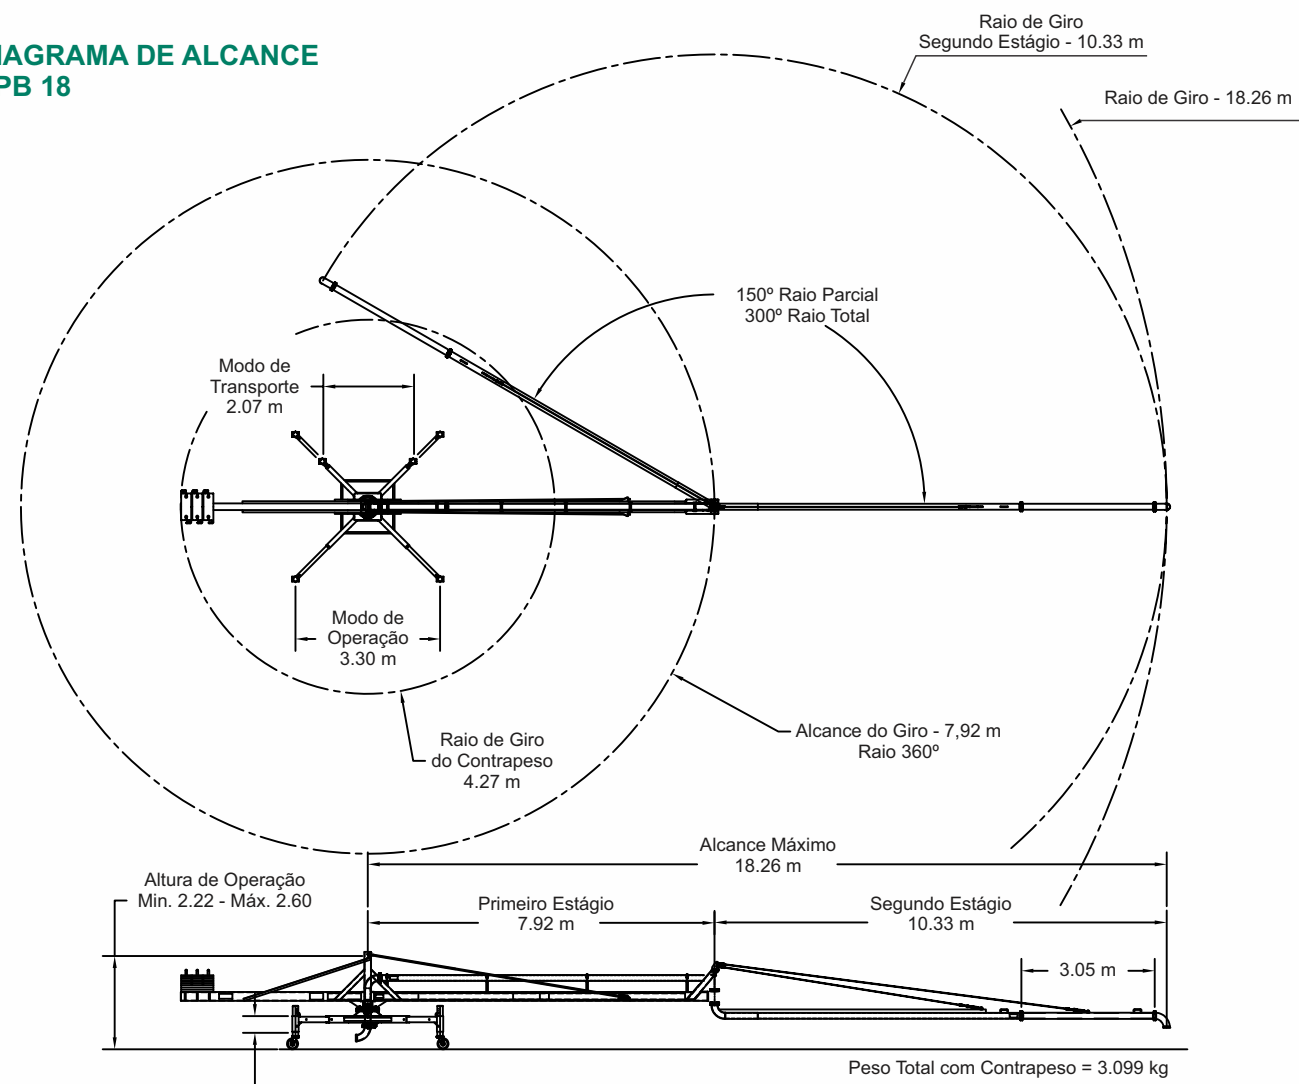 IAGRAMA DE ALCANCE
PB 18
Raio de Giro
Segundo Estágio - 10.33 m
Raio de Giro - 18.26 m
150º Raio Parcial
300º Raio Total
Modo de
Transporte
2.07 m
Modo de
Operação
3.30 m
Raio de Giro
do Contrapeso
4.27 m
Alcance do Giro - 7,92 m
Raio 360º
Alcance Máximo
18.26 m
Altura de Operação
Min. 2.22 - Máx. 2.60
Primeiro Estágio
7.92 m
Segundo Estágio
10.33 m
3.05 m
Peso Total com Contrapeso = 3.099 kg